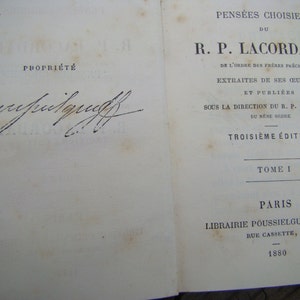 PROPRIÉTÉ
PENSÉES CHOISIE
DU
R. P. LACORD
DE L'ORDRE DES FRÈRES PRÊC
EXTRAITES DE SES ŒU
ET PUBLIÉES
SOUS LA DIRECTION DU R. P.
DU MÊME ORDRE
TROISIÈME ÉDIT
TOME I
PARIS
LIBRAIRIE POUSSIELGU
RUE CASSETTE,
1880